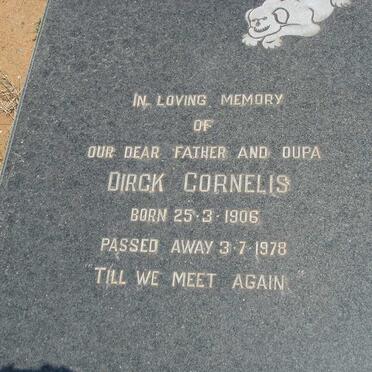 IN LOVING MEMORY
OF
OUR DEAR FATHER AND OUPA
DIRCK CORNELIS
BORN 25·3·1906
PASSED AWAY 3·7·1978
"TILL WE MEET AGAIN"